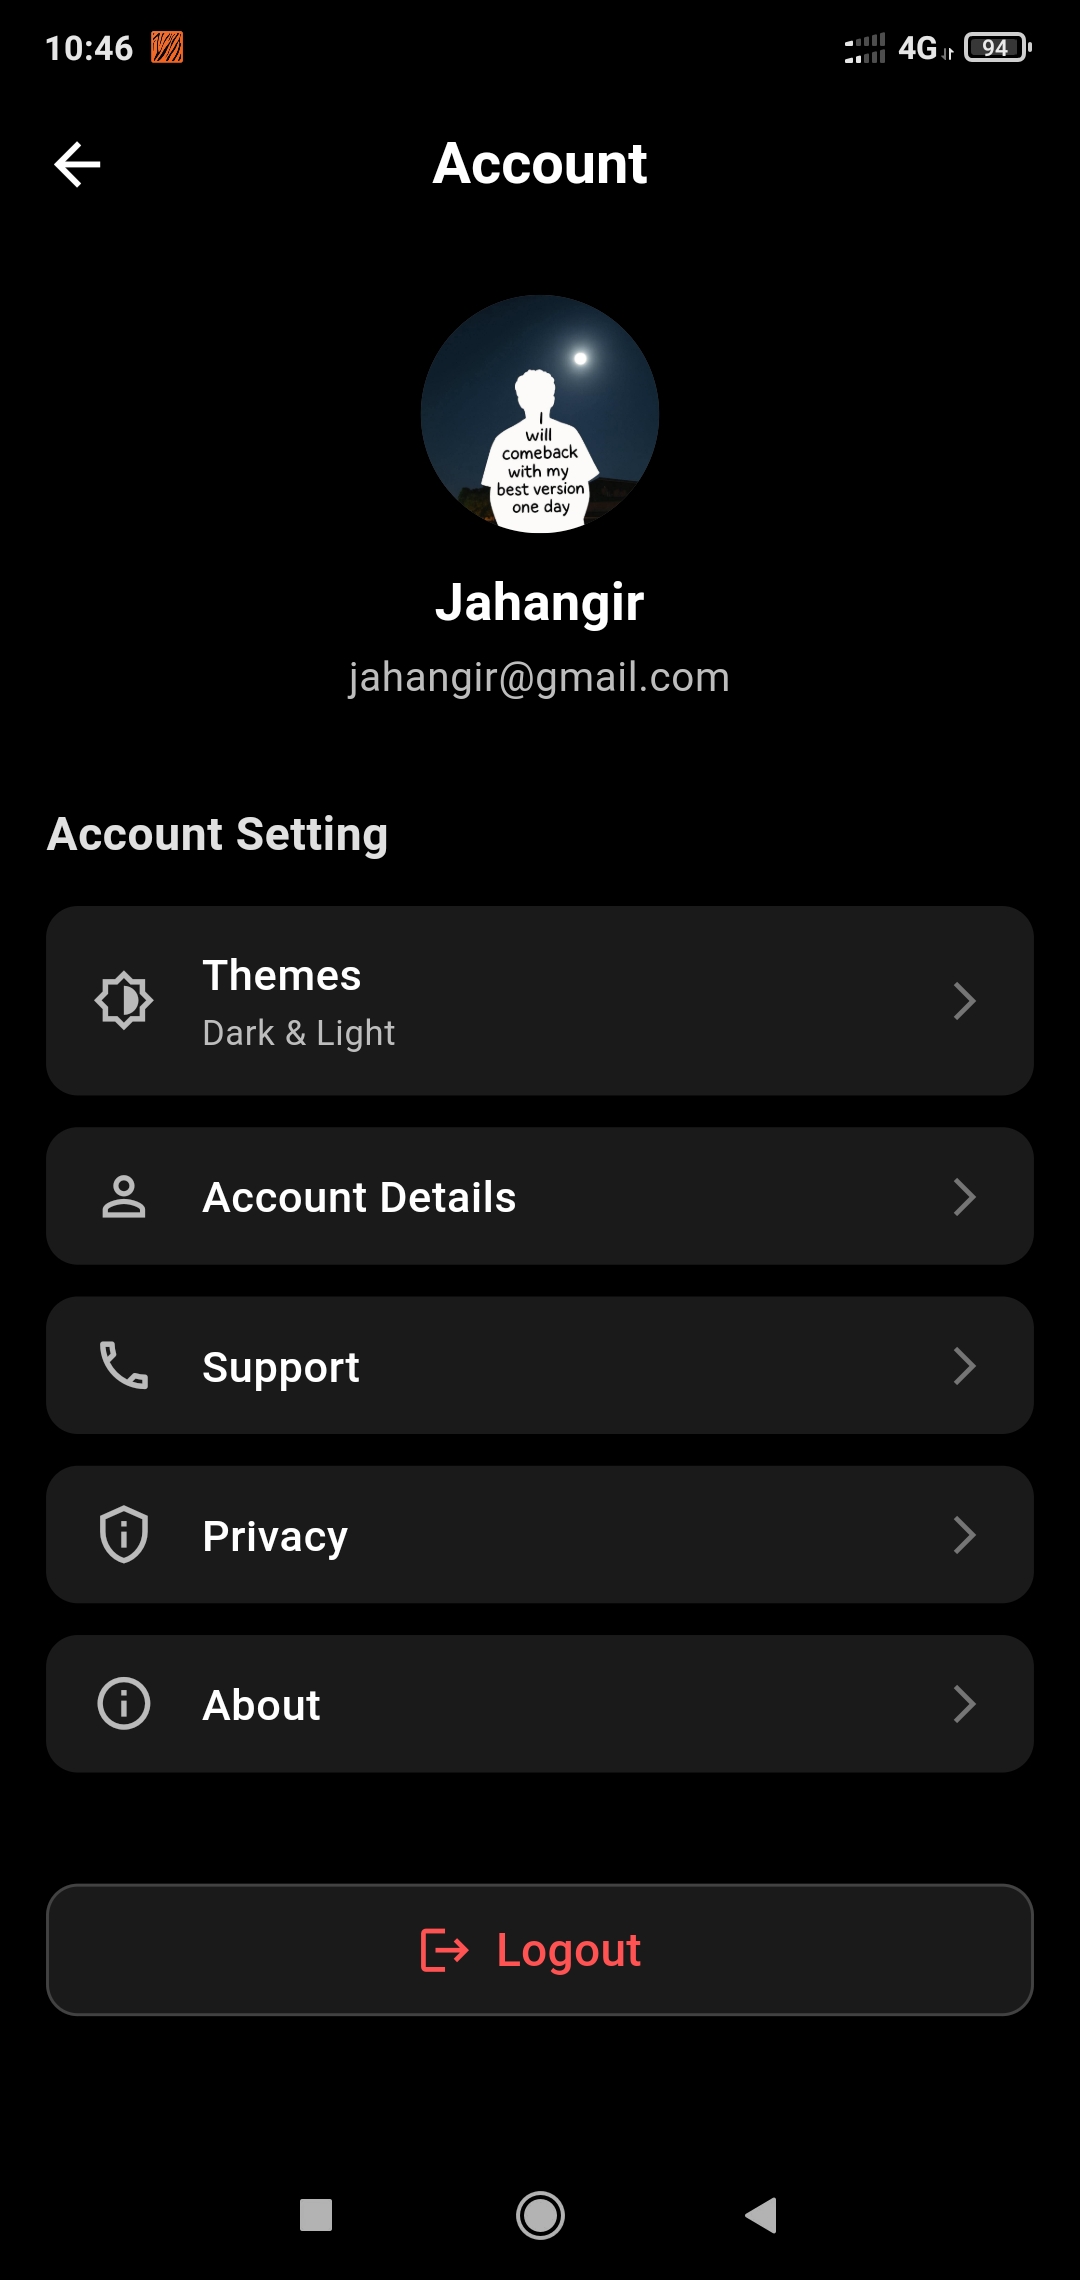 10:46
4G
94
Account
I
will
comeback
with my
best version
one day
Jahangir
jahangir@gmail.com
Account Setting
Themes
Dark & Light
Account Details
Support
Privacy
About
Logout